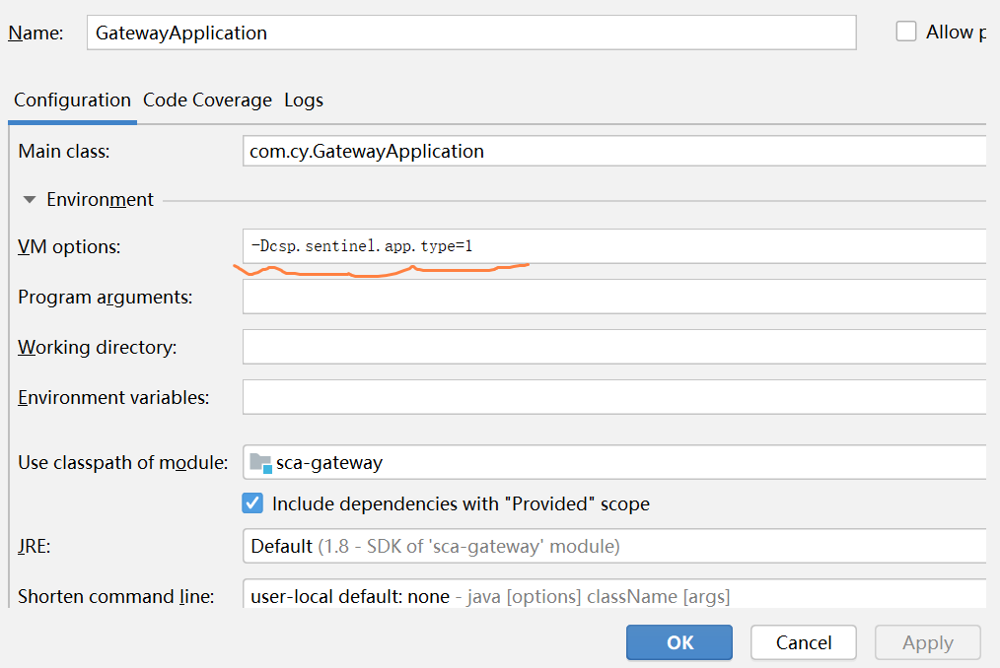 Name: GatewayApplication Allow p
Configuration Code Coverage Logs
Main class: com.cy.GatewayApplication
Environment
VM options: -Dcsp.sentinel.app.type=1
Program arguments:
Working directory:
Environment variables:
Use classpath of module: sca-gateway
Include dependencies with "Provided" scope
JRE: Default (1.8 - SDK of 'sca-gateway' module)
Shorten command line: user-local default: none - java [options] className [args]
OK Cancel Apply